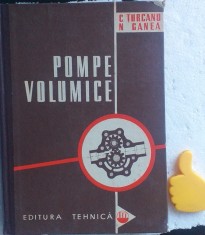 C. TURCANU
N GANEA
POMPE
VOLUMICE
EDITURA TEHNICĂ